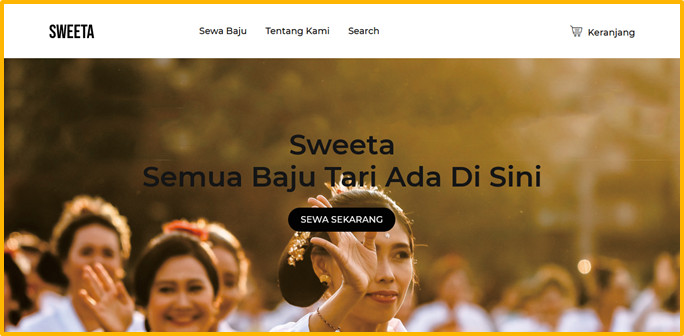 SWEETA
Sewa Baju
Tentang Kami
Search
Keranjang
Sweeta
Semua Baju Tari Ada Di Sini
SEWA SEKARANG